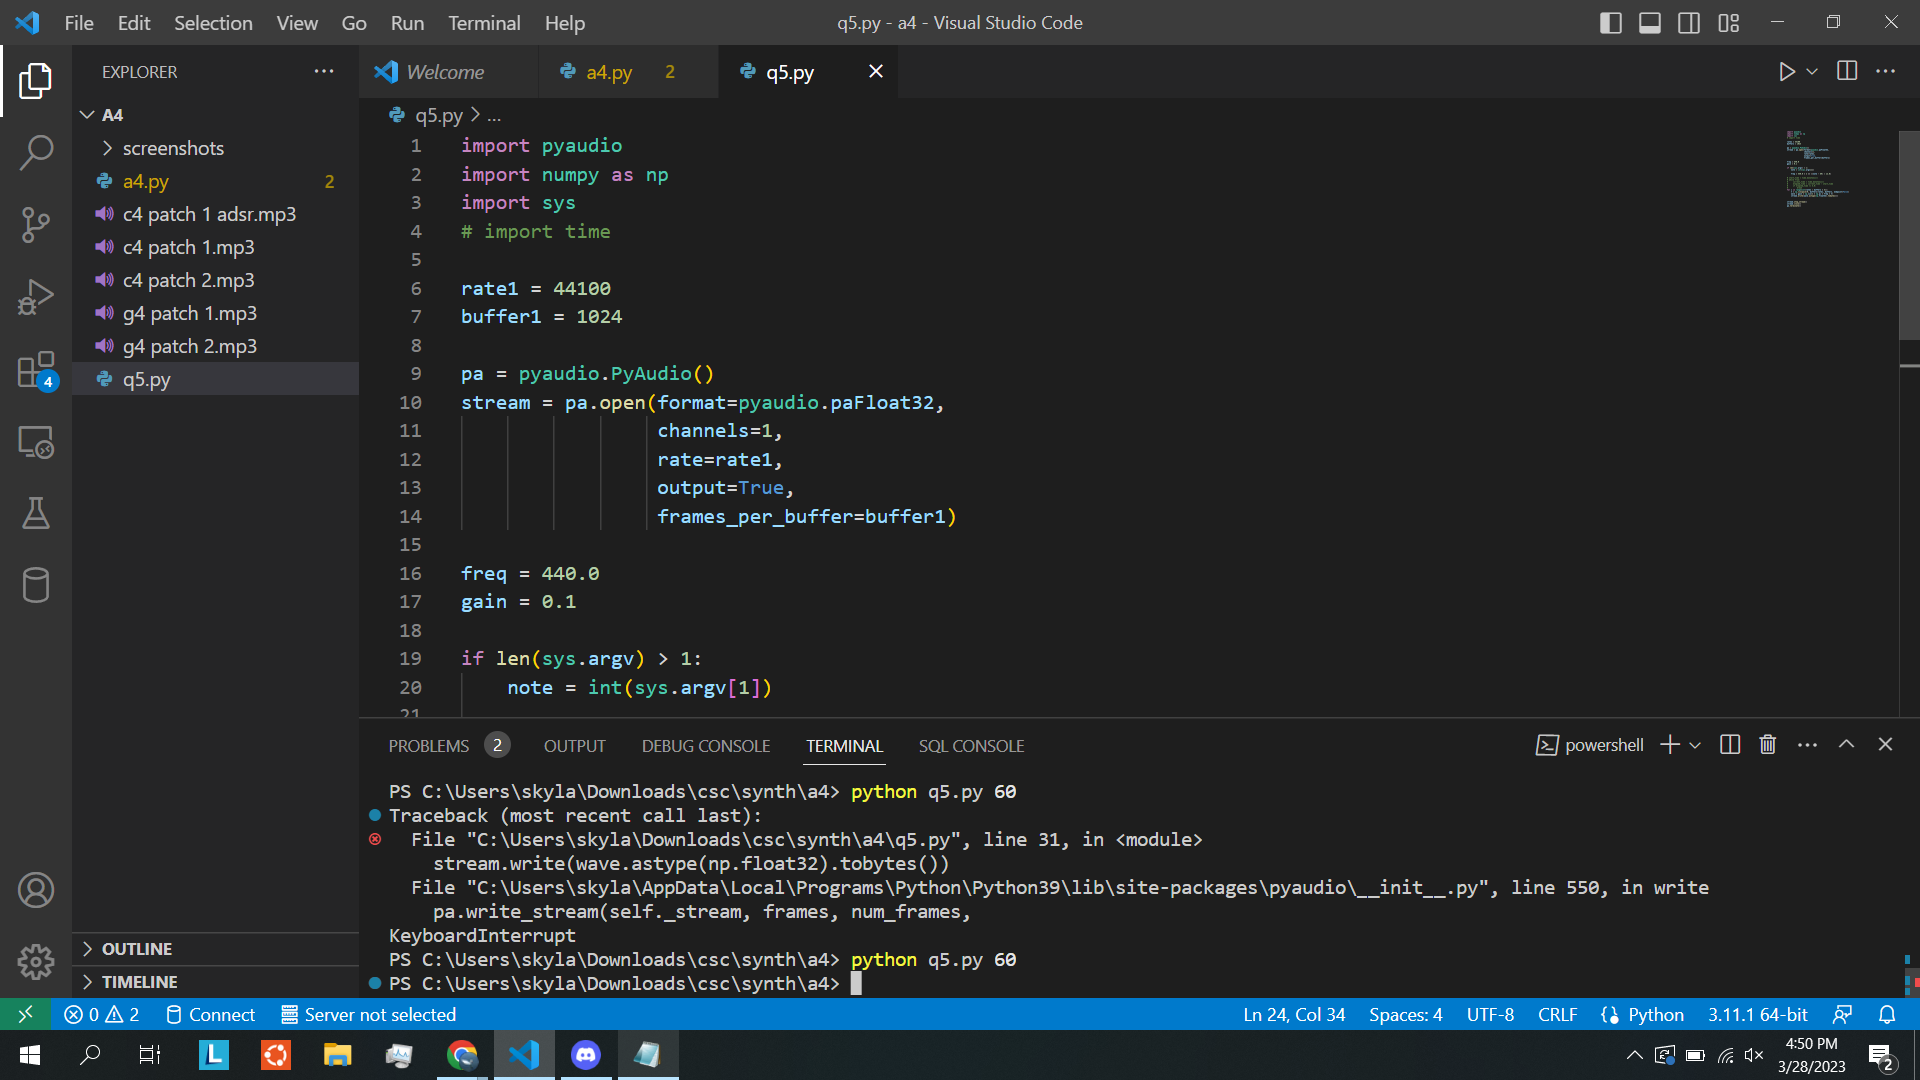 File Edit Selection View Go Run Terminal Help
q5.py - a4 - Visual Studio Code
EXPLORER
Welcome
a4.py 2
q5.py
A4
screenshots
a4.py 2
c4 patch 1 adsr.mp3
c4 patch 1.mp3
c4 patch 2.mp3
g4 patch 1.mp3
g4 patch 2.mp3
q5.py
4
OUTLINE
TIMELINE
q5.py > ...
1 import pyaudio
2 import numpy as np
3 import sys
4 # import time
5
6 rate1 = 44100
7 buffer1 = 1024
8
9 pa = pyaudio.PyAudio()
10 stream = pa.open(format=pyaudio.paFloat32,
11 channels=1,
12 rate=rate1,
13 output=True,
14 frames_per_buffer=buffer1)
15
16 freq = 440.0
17 gain = 0.1
18
19 if len(sys.argv) > 1:
20 note = int(sys.argv[1])
21
PROBLEMS 2 OUTPUT DEBUG CONSOLE TERMINAL SQL CONSOLE
powershell
PS C:\Users\skyla\Downloads\csc\synth\a4> python q5.py 60
Traceback (most recent call last):
File "C:\Users\skyla\Downloads\csc\synth\a4\q5.py", line 31, in <module>
stream.write(wave.astype(np.float32).tobytes())
File "C:\Users\skyla\AppData\Local\Programs\Python\Python39\lib\site-packages\pyaudio\__init__.py", line 550, in write
pa.write_stream(self._stream, frames, num_frames,
KeyboardInterrupt
PS C:\Users\skyla\Downloads\csc\synth\a4> python q5.py 60
PS C:\Users\skyla\Downloads\csc\synth\a4>
0 2 Connect Server not selected
Ln 24, Col 34 Spaces: 4 UTF-8 CRLF Python 3.11.1 64-bit
L
4:50 PM
3/28/2023
2